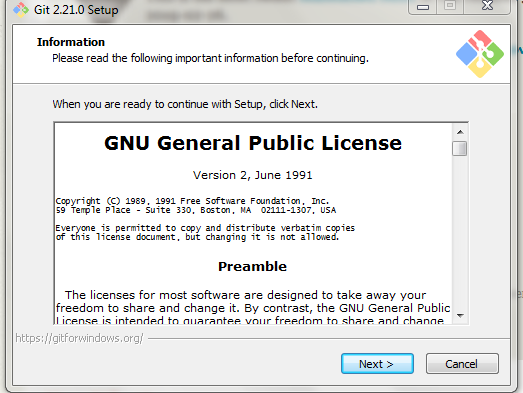 Git 2.21.0 Setup
Information
Please read the following important information before continuing.
When you are ready to continue with Setup, click Next.
GNU General Public License
Version 2, June 1991
Copyright (C) 1989, 1991 Free Software Foundation, Inc.
59 Temple Place - Suite 330, Boston, MA  02111-1307, USA
Everyone is permitted to copy and distribute verbatim copies
of this license document, but changing it is not allowed.
Preamble
The licenses for most software are designed to take away your
freedom to share and change it. By contrast, the GNU General Public
License is intended to guarantee your freedom to share and change
https://gitforwindows.org/
Next >
Cancel